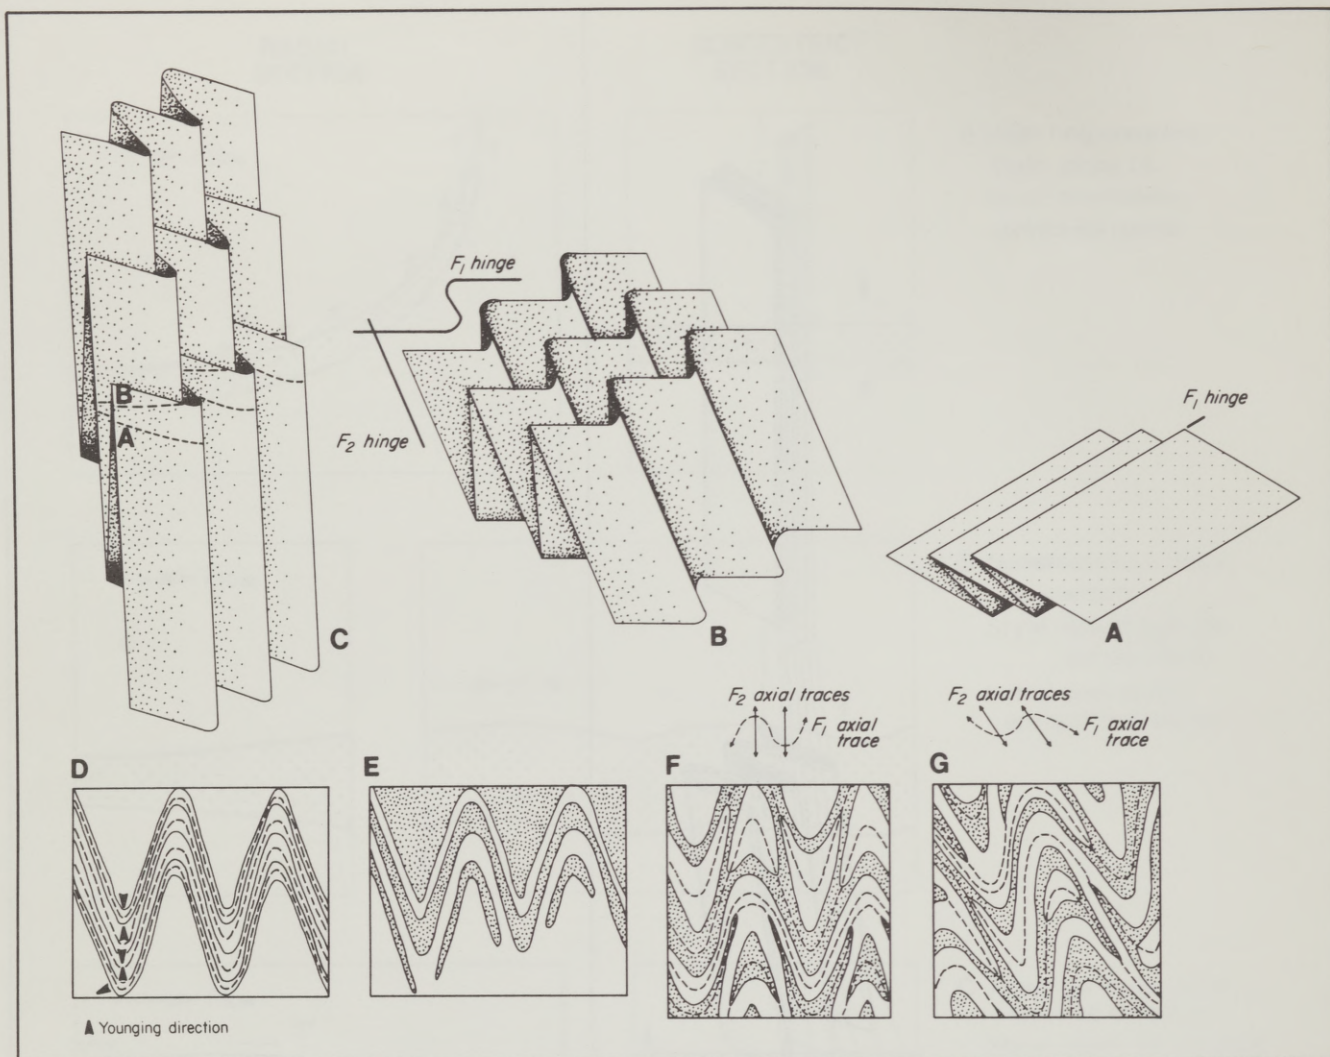 F₁ hinge
F₂ hinge
B
A
C
B
F₁ hinge
A
F₂ axial traces
F₁ axial
trace
F₂ axial traces
F₁ axial
trace
D
E
F
G
Younging direction